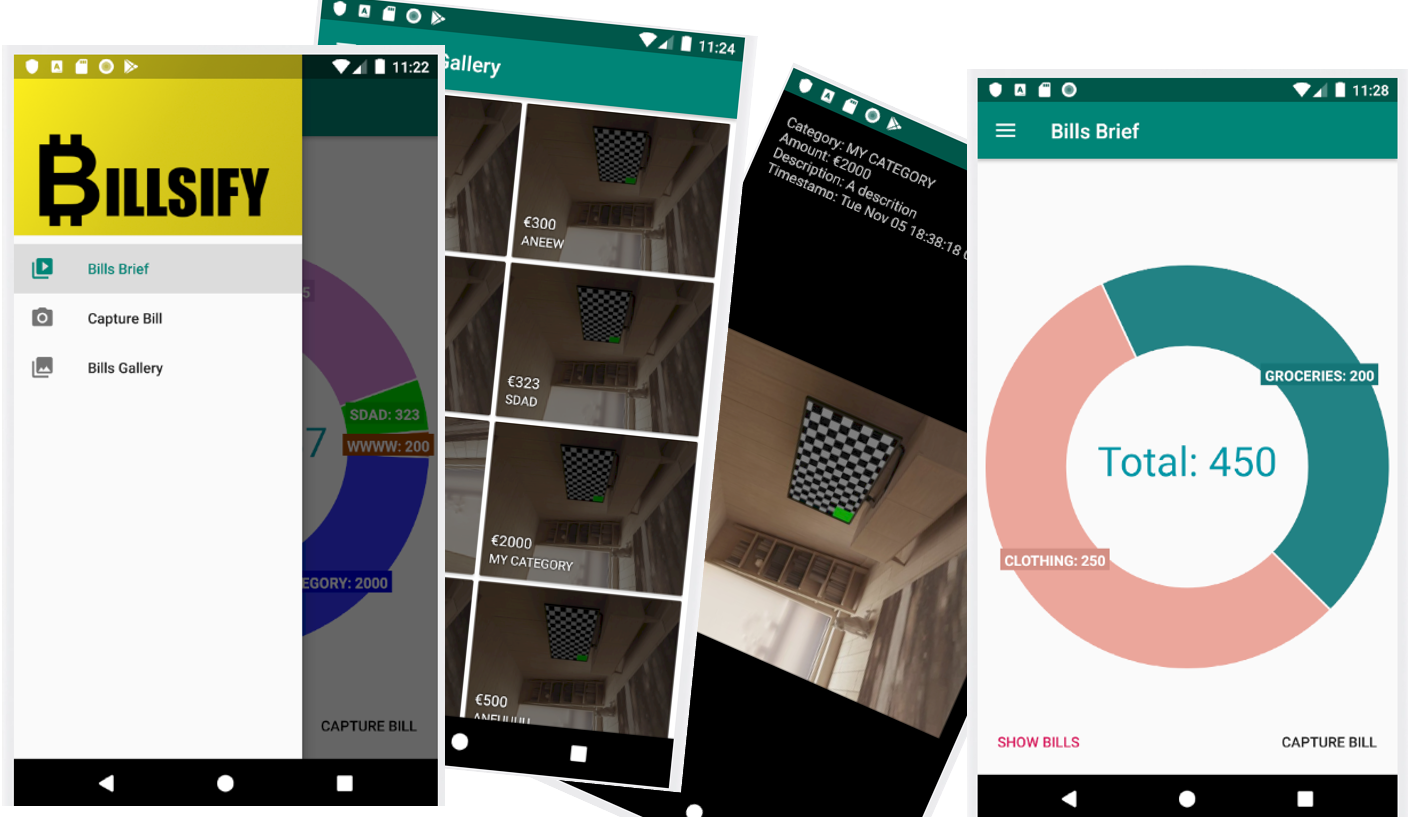 11:22
BILLSIFY
Bills Brief
Capture Bill
Bills Gallery
5
SDAD: 323
7
WWWW: 200
EGORY: 2000
CAPTURE BILL
11:24
allery
€300
ANEEW
€323
SDAD
€2000
MY CATEGORY
€500
ANEUUUU
Category: MY CATEGORY
Amount: €2000
Description: A descrition
Timestamp: Tue Nov 05 18:38:18
11:28
Bills Brief
GROCERIES: 200
Total: 450
CLOTHING: 250
SHOW BILLS
CAPTURE BILL